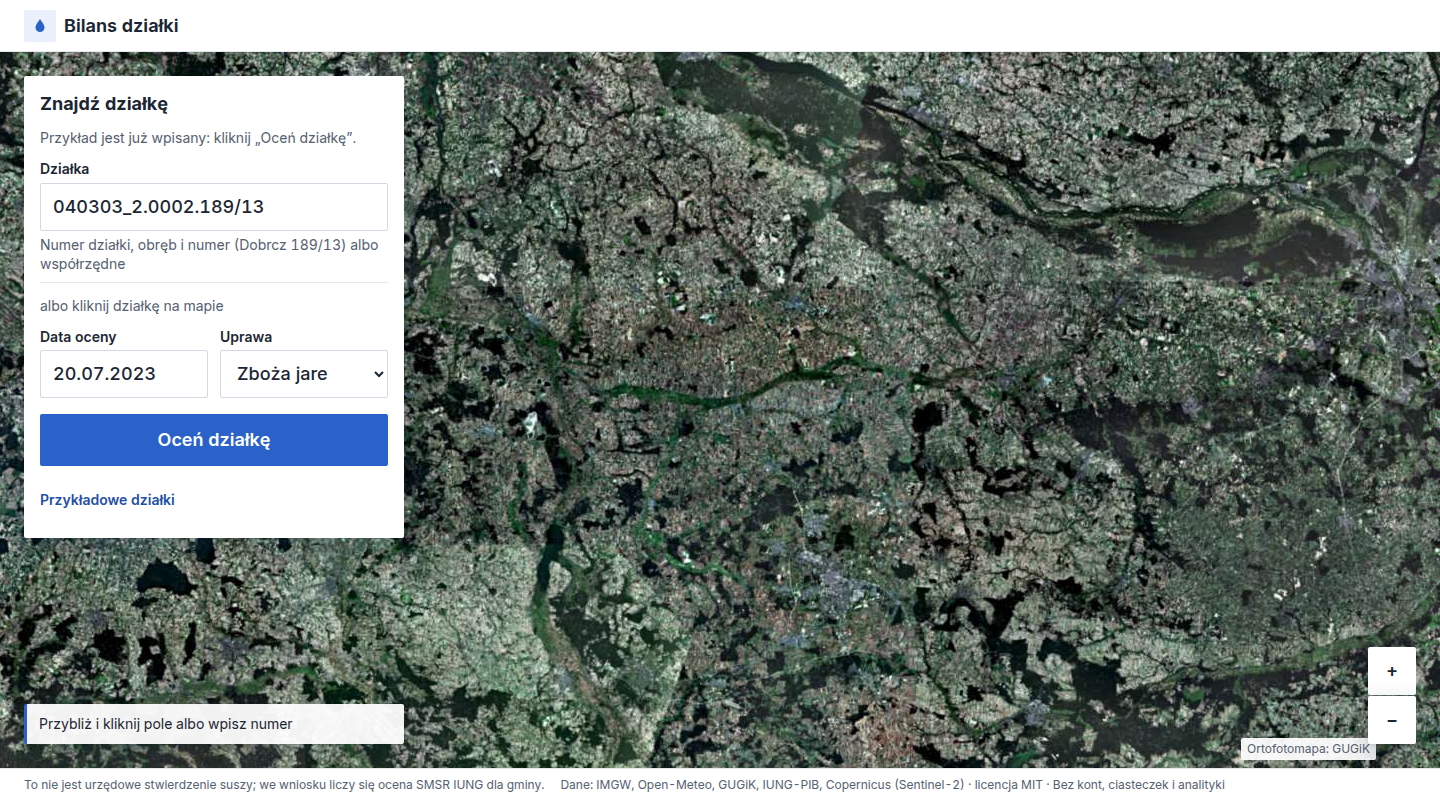 Bilans działki
Znajdź działkę
Przykład jest już wpisany: kliknij „Oceń działkę”.
Działka
040303_2.0002.189/13
Numer działki, obręb i numer (Dobrcz 189/13) albo
współrzędne
albo kliknij działkę na mapie
Data oceny Uprawa
20.07.2023 Zboża jare
Oceń działkę
Przykładowe działki
+
−
Przybliż i kliknij pole albo wpisz numer
Ortofotomapa: GUGiK
To nie jest urzędowe stwierdzenie suszy; we wniosku liczy się ocena SMSR IUNG dla gminy. Dane: IMGW, Open-Meteo, GUGiK, IUNG-PIB, Copernicus (Sentinel-2) · licencja MIT · Bez kont, ciasteczek i analityki